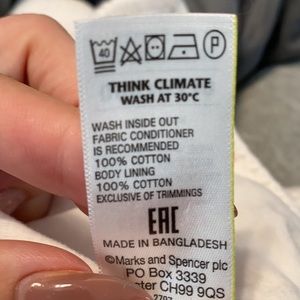 40
P
THINK CLIMATE
WASH AT 30°C
WASH INSIDE OUT
FABRIC CONDITIONER
IS RECOMMENDED
100% COTTON
BODY LINING
100% COTTON
EXCLUSIVE OF TRIMMINGS
EAC
MADE IN BANGLADESH
©Marks and Spencer plc
PO Box 3339
CH99 9QS